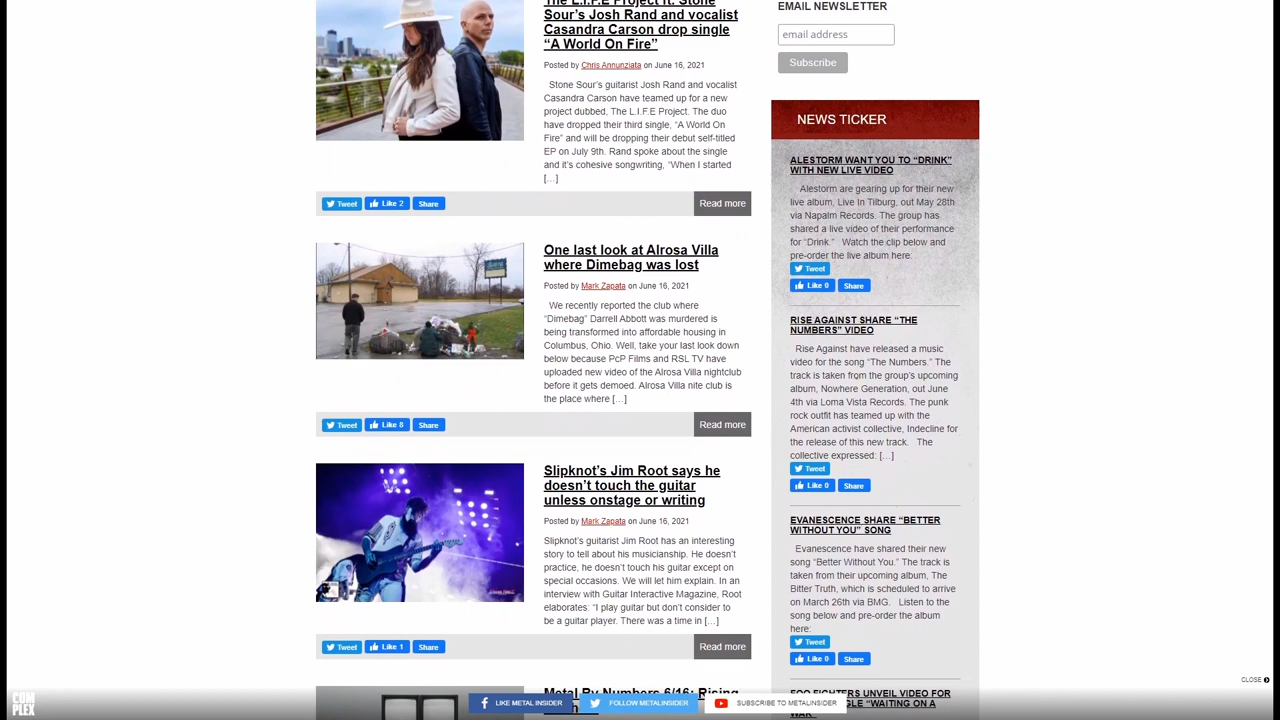 The L.I.F.E Project ft. Stone
Sour’s Josh Rand and vocalist
Casandra Carson drop single
“A World On Fire”
Posted by Chris Annunziata on June 16, 2021
Stone Sour’s guitarist Josh Rand and vocalist
Casandra Carson have teamed up for a new
project dubbed, The L.I.F.E Project. The duo
have dropped their third single, “A World On
Fire” and will be dropping their debut self-titled
EP on July 9th. Rand spoke about the single
and it’s cohesive songwriting, “When I started
[…]
Tweet
Like 2
Share
Read more
One last look at Alrosa Villa
where Dimebag was lost
Posted by Mark Zapata on June 16, 2021
We recently reported the club where
“Dimebag” Darrell Abbott was murdered is
being transformed into affordable housing in
Columbus, Ohio. Well, take your last look down
below because PcP Films and RSL TV have
uploaded new video of the Alrosa Villa nightclub
before it gets demoed. Alrosa Villa nite club is
the place where […]
Tweet
Like 8
Share
Read more
Slipknot’s Jim Root says he
doesn’t touch the guitar
unless onstage or writing
Posted by Mark Zapata on June 16, 2021
Slipknot’s guitarist Jim Root has an interesting
story to tell about his musicianship. He doesn’t
practice, he doesn’t touch his guitar except on
special occasions. We will let him explain. In an
interview with Guitar Interactive Magazine, Root
elaborates: “I play guitar but don’t consider to
be a guitar player. There was a time in […]
Tweet
Like 1
Share
Read more
Metal By Numbers 6/16: Rising
EMAIL NEWSLETTER
email address
Subscribe
NEWS TICKER
ALESTORM WANT YOU TO “DRINK”
WITH NEW LIVE VIDEO
Alestorm are gearing up for their new
live album, Live In Tilburg, out May 28th
via Napalm Records. The group has
shared a live video of their performance
for “Drink.” Watch the clip below and
pre-order the live album here:
Tweet
Like 0
Share
RISE AGAINST SHARE “THE
NUMBERS” VIDEO
Rise Against have released a music
video for the song “The Numbers.” The
track is taken from the group’s upcoming
album, Nowhere Generation, out June
4th via Loma Vista Records. The punk
rock outfit has teamed up with the
American activist collective, Indecline for
the release of this new track. The
collective expressed: […]
Tweet
Like 0
Share
EVANESCENCE SHARE “BETTER
WITHOUT YOU” SONG
Evanescence have shared their new
song “Better Without You.” The track is
taken from their upcoming album, The
Bitter Truth, which is scheduled to arrive
on March 26th via BMG. Listen to the
song below and pre-order the album
here:
Tweet
Like 0
Share
FOO FIGHTERS UNVEIL VIDEO FOR
“WAITING ON A
WAR”
CLOSE
COM
PLEX
LIKE METAL INSIDER
FOLLOW METALINSIDER
SUBSCRIBE TO METALINSIDER